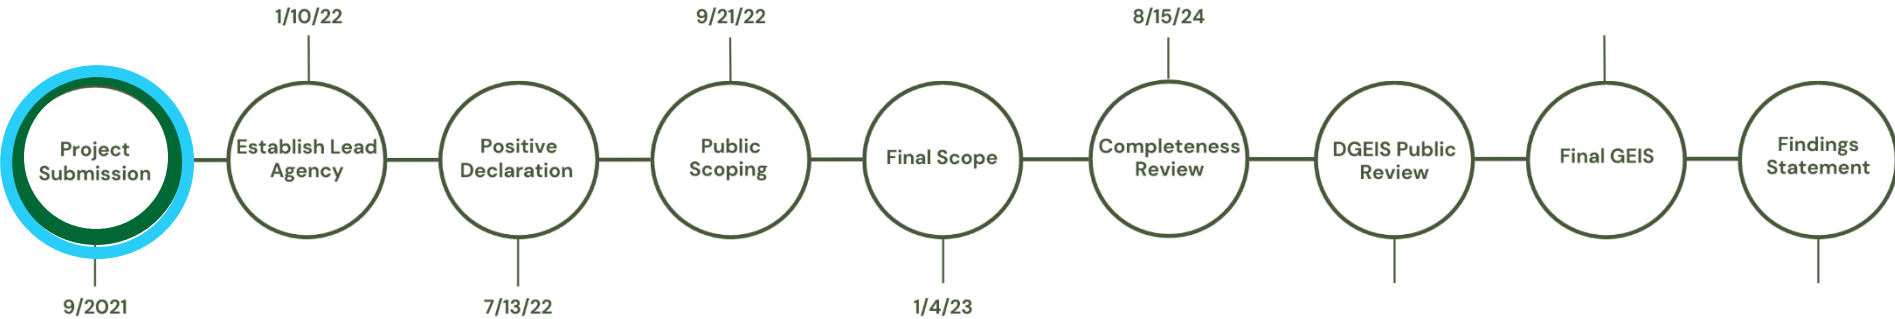 1/10/22
9/21/22
8/15/24
Project
Submission
Establish Lead
Agency
Positive
Declaration
Public
Scoping
Final Scope
Completeness
Review
DGEIS Public
Review
Final GEIS
Findings
Statement
9/2021
7/13/22
1/4/23